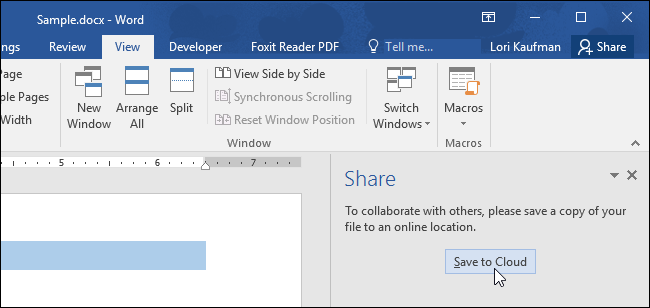 Sample.docx - Word
ngs Review View Developer Foxit Reader PDF Tell me... Lori Kaufman Share
Page
ple Pages
Width
New Window
Arrange All
Split
View Side by Side
Synchronous Scrolling
Reset Window Position
Switch Windows
Macros
Window
Macros
5 6 7
Share
To collaborate with others, please save a copy of your
file to an online location.
Save to Cloud